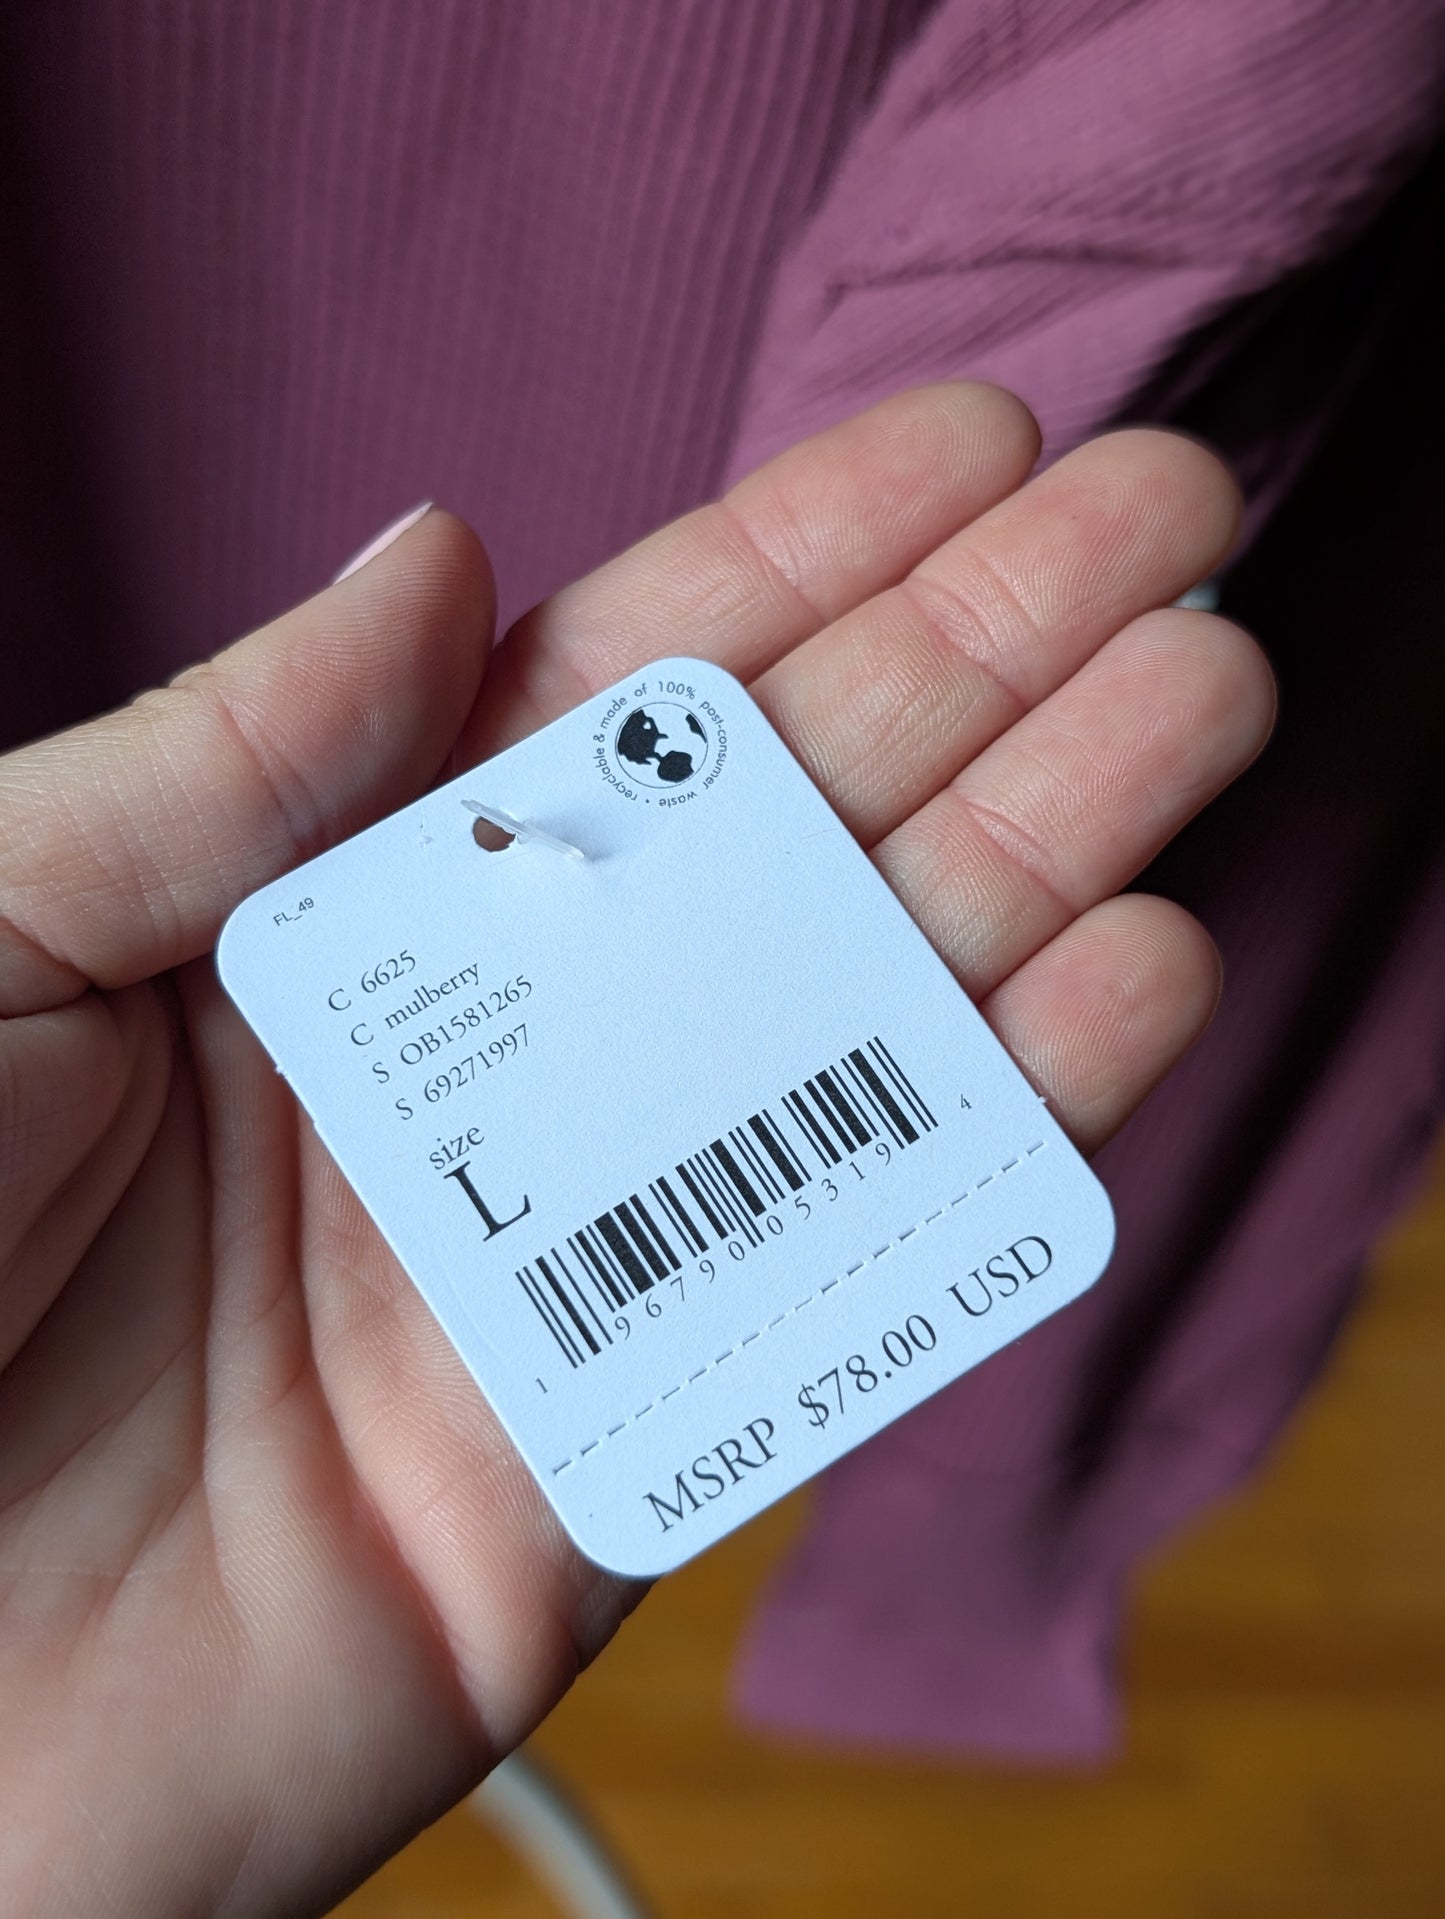 recyclable & made of 100% post-consumer waste •
FL_49
C 6625
C mulberry
S OB1581265
S 69271997
size
L
1 96790 05319 4
MSRP $78.00 USD